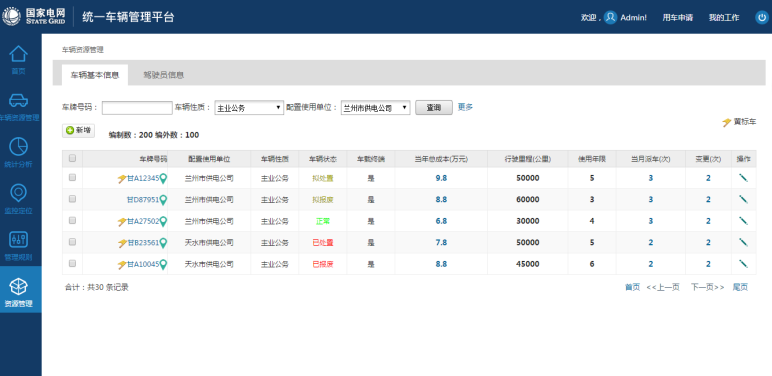 国家电网 STATE GRID 统一车辆管理平台 欢迎， Admin! 用车申请 我的工作
首页
车辆资源管理
统计分析
监控定位
管理规则
资源管理
车辆资源管理
车辆基本信息 驾驶员信息
车牌号码： 车辆性质： 主业公务 配置使用单位： 兰州市供电公司 查询 更多
新增 编制数：200 编外数：100 黄标车
车牌号码 配置使用单位 车辆性质 车辆状态 车载终端 当年总成本(万元) 行驶里程(公里) 使用年限 当月派车(次) 变更(次) 操作
甘A12345 兰州市供电公司 主业公务 拟处置 是 9.8 50000 5 3 2
甘D87951 兰州市供电公司 主业公务 拟报废 是 8.8 60000 3 3 2
甘A27502 兰州市供电公司 主业公务 正常 是 6.8 30000 4 3 2
甘B23561 天水市供电公司 主业公务 已处置 是 7.8 50000 5 2 2
甘A10045 天水市供电公司 主业公务 已报废 是 8.8 45000 6 2 2
合计：共30 条记录 首页 <<上一页 下一页>> 尾页